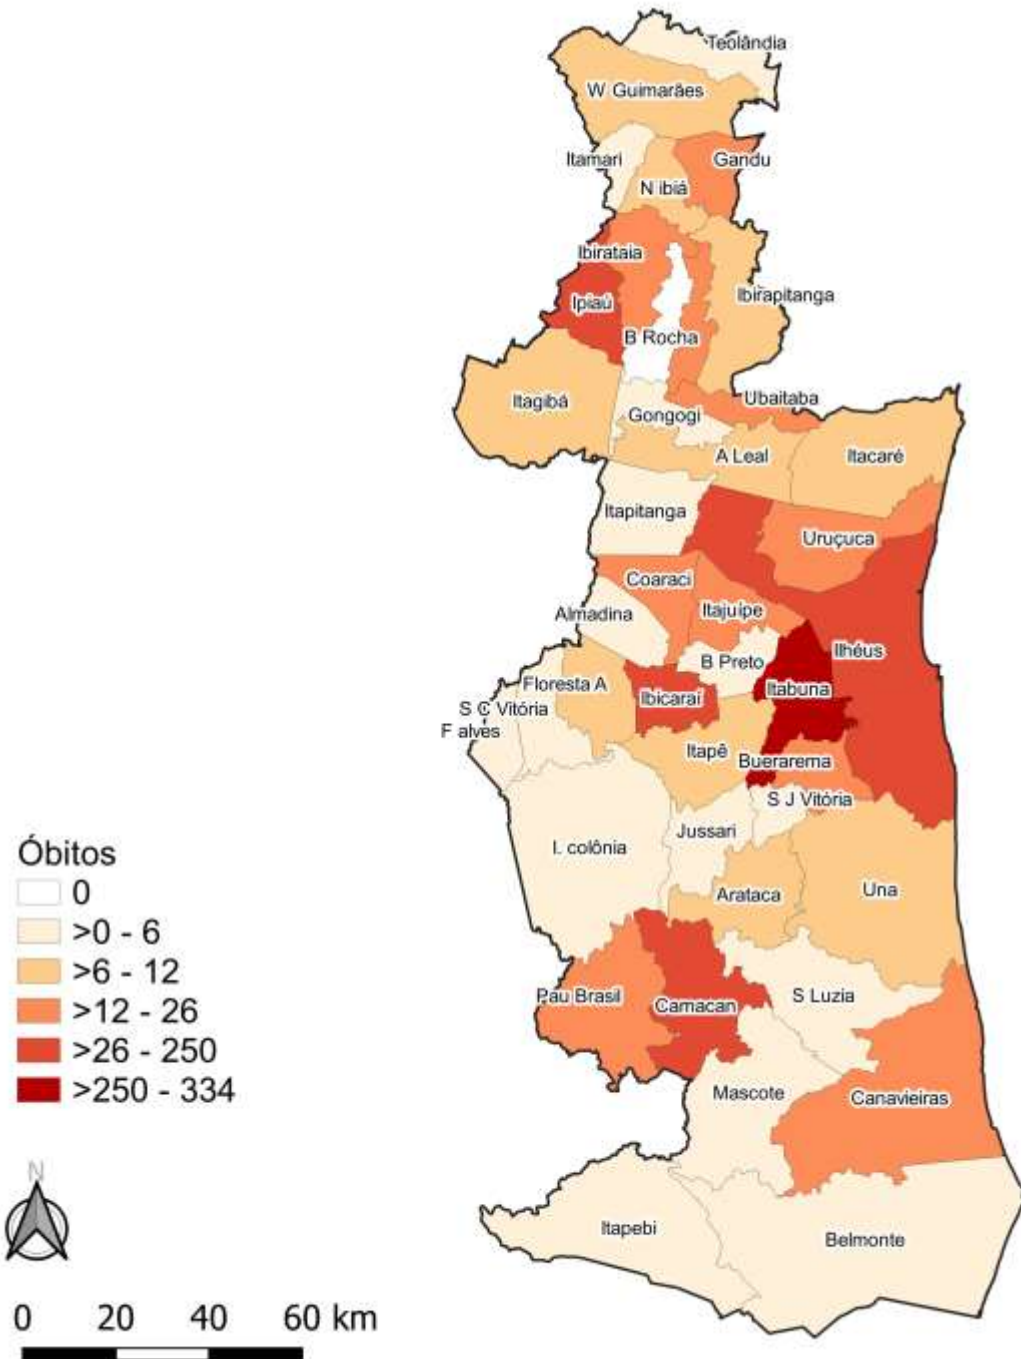 Teolândia
W Guimarães
Itamari
Gandu
N ibiá
Ibirataia
Ipiaú
Ibirapitanga
B Rocha
Itagibá
Ubaitaba
Gongogi
A Leal
Itacaré
Itapitanga
Uruçuca
Coaraci
Itajuípe
Almadina
Ilhéus
B Preto
Floresta A
Ibicaraí
Itabuna
S C Vitória
F alves
Itapê
Buerarema
S J Vitória
Jussari
I. colônia
Arataca
Una
Pau Brasil
Camacan
S Luzia
Mascote
Canavieiras
Itapebi
Belmonte
Óbitos
0
>0 - 6
>6 - 12
>12 - 26
>26 - 250
>250 - 334
N
0 20 40 60 km